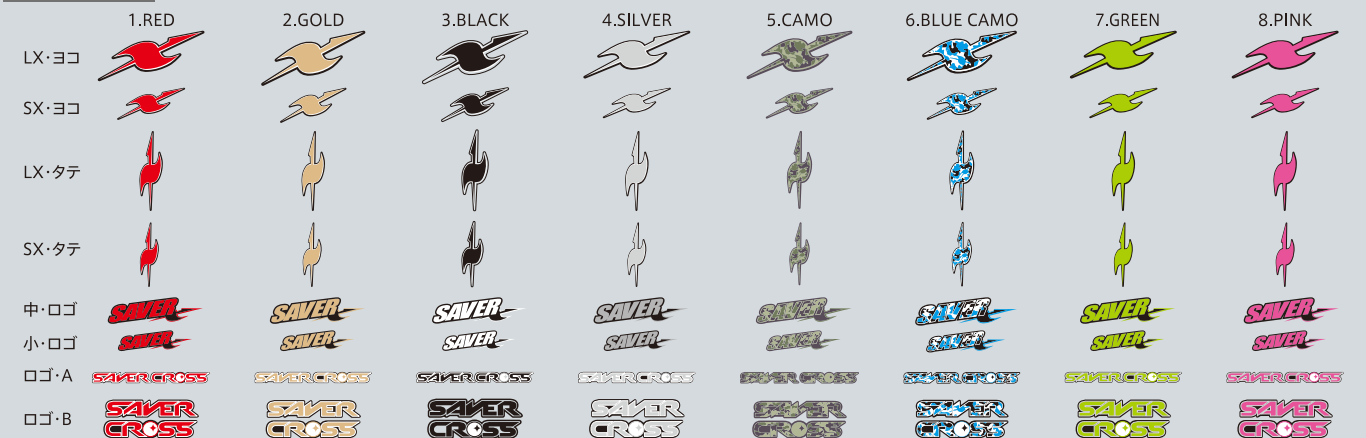 1.RED 2.GOLD 3.BLACK 4.SILVER 5.CAMO 6.BLUE CAMO 7.GREEN 8.PINK
LX・ヨコ
SX・ヨコ
LX・タテ
SX・タテ
中・ロゴ SAVER SAVER SAVER SAVER SAVER SAVER SAVER SAVER
小・ロゴ SAVER SAVER SAVER SAVER SAVER SAVER SAVER SAVER
ロゴ・A SAVER CROSS SAVER CROSS SAVER CROSS SAVER CROSS SAVER CROSS SAVER CROSS SAVER CROSS SAVER CROSS
ロゴ・B SAVER SAVER SAVER SAVER SAVER SAVER SAVER SAVER
CROSS CROSS CROSS CROSS CROSS CROSS CROSS CROSS